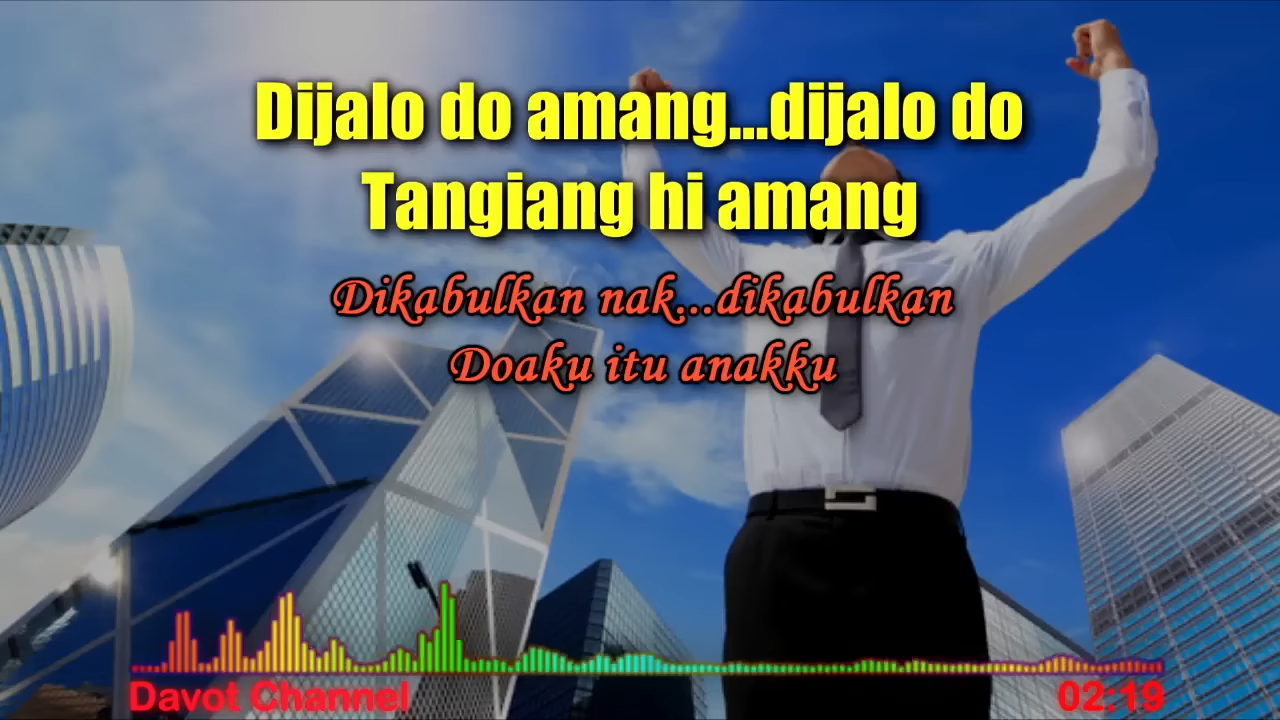 Dijalo do amang...dijalo do
Tangiang hi amang
Dikabulkan nak...dikabulkan
Doaku itu anakku
Davot Channel
02:19